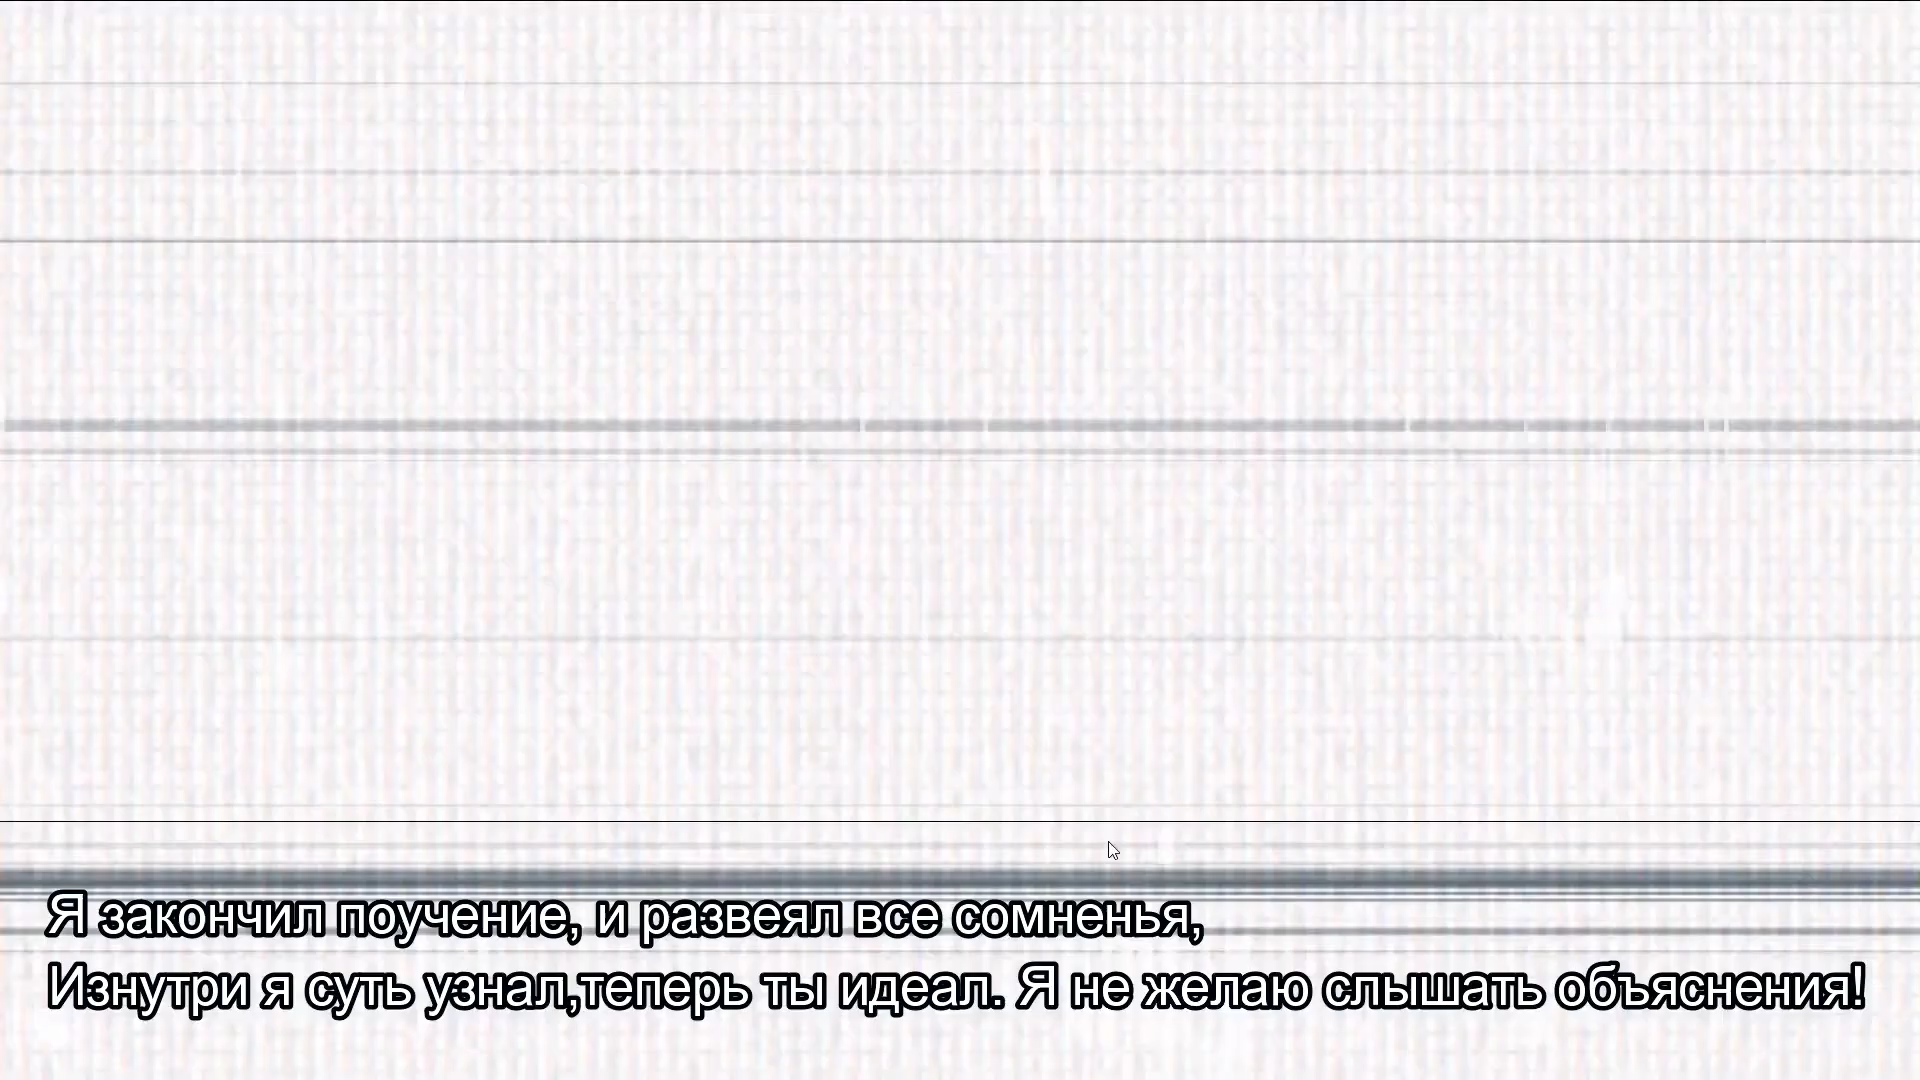 Я закончил поучение, и развеял все сомненья,
Изнутри я суть узнал,теперь ты идеал. Я не желаю слышать объяснения!